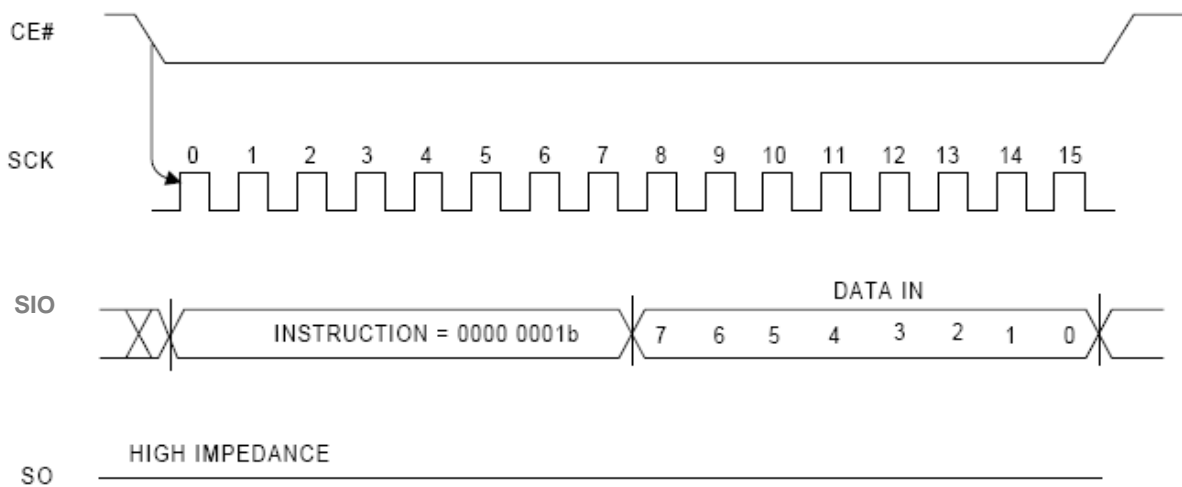 CE#
SCK
0 1 2 3 4 5 6 7 8 9 10 11 12 13 14 15
DATA IN
SIO
INSTRUCTION = 0000 0001b 7 6 5 4 3 2 1 0
HIGH IMPEDANCE
SO